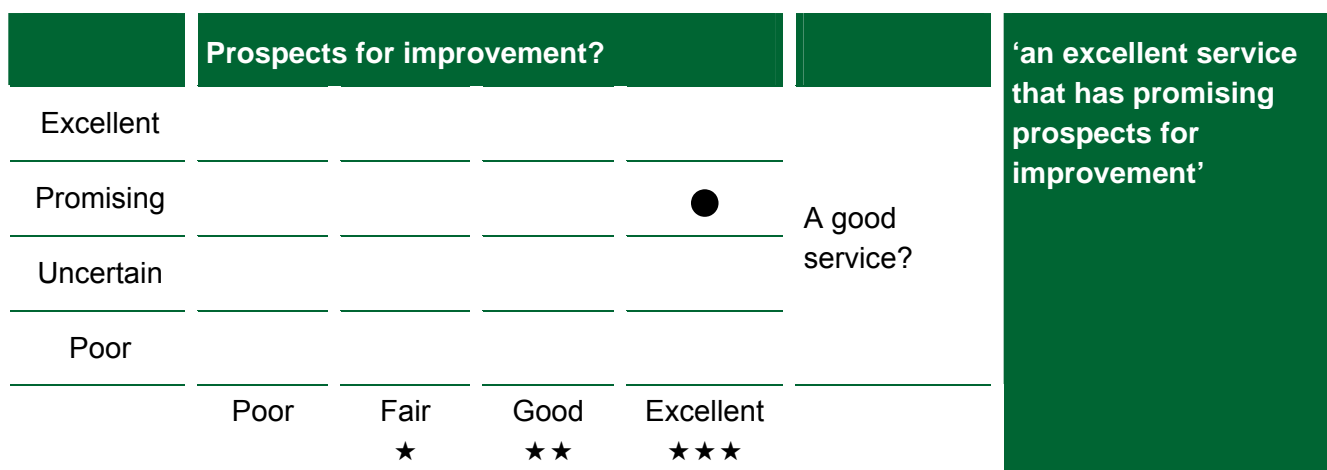 Prospects for improvement?
‘an excellent service
that has promising
prospects for
improvement’
Excellent
Promising
●
A good
service?
Uncertain
Poor
Poor Fair Good Excellent
★ ★★ ★★★